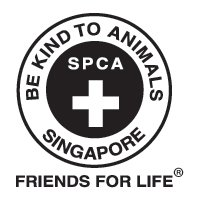 BE KIND TO ANIMALS
SPCA
SINGAPORE
FRIENDS FOR LIFE®